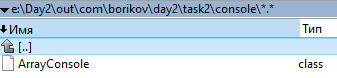 e:\Day2\out\com\borikov\day2\task2\console\*.*
Имя Тип
[..]
ArrayConsole class